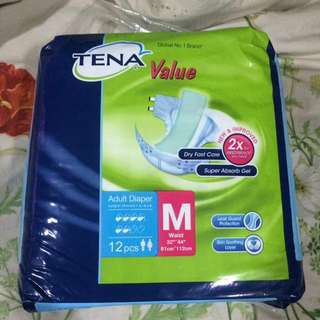 Global No 1 Brand
TENA
Value
NEW & IMPROVED
2x
Dry Fast Core
Super Absorb Gel
Adult Diaper
12 pcs
M
Waist
32"-44"
81cm-112cm
Leak Guard
Protection
Skin Soothing
Cover